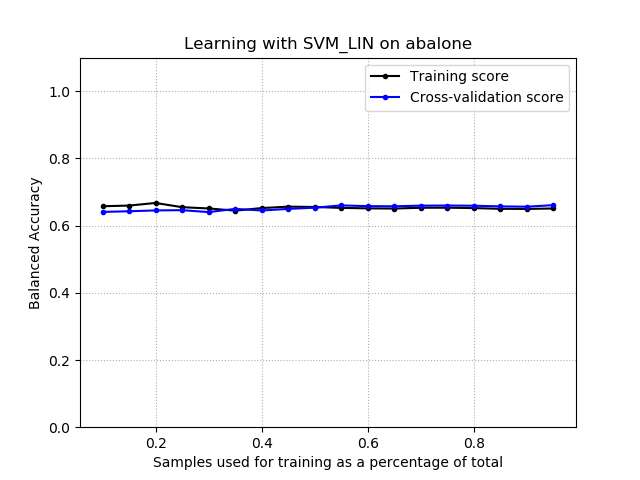 Learning with SVM_LIN on abalone
Training score
Cross-validation score
Balanced Accuracy
1.0
0.8
0.6
0.4
0.2
0.0
0.2 0.4 0.6 0.8
Samples used for training as a percentage of total